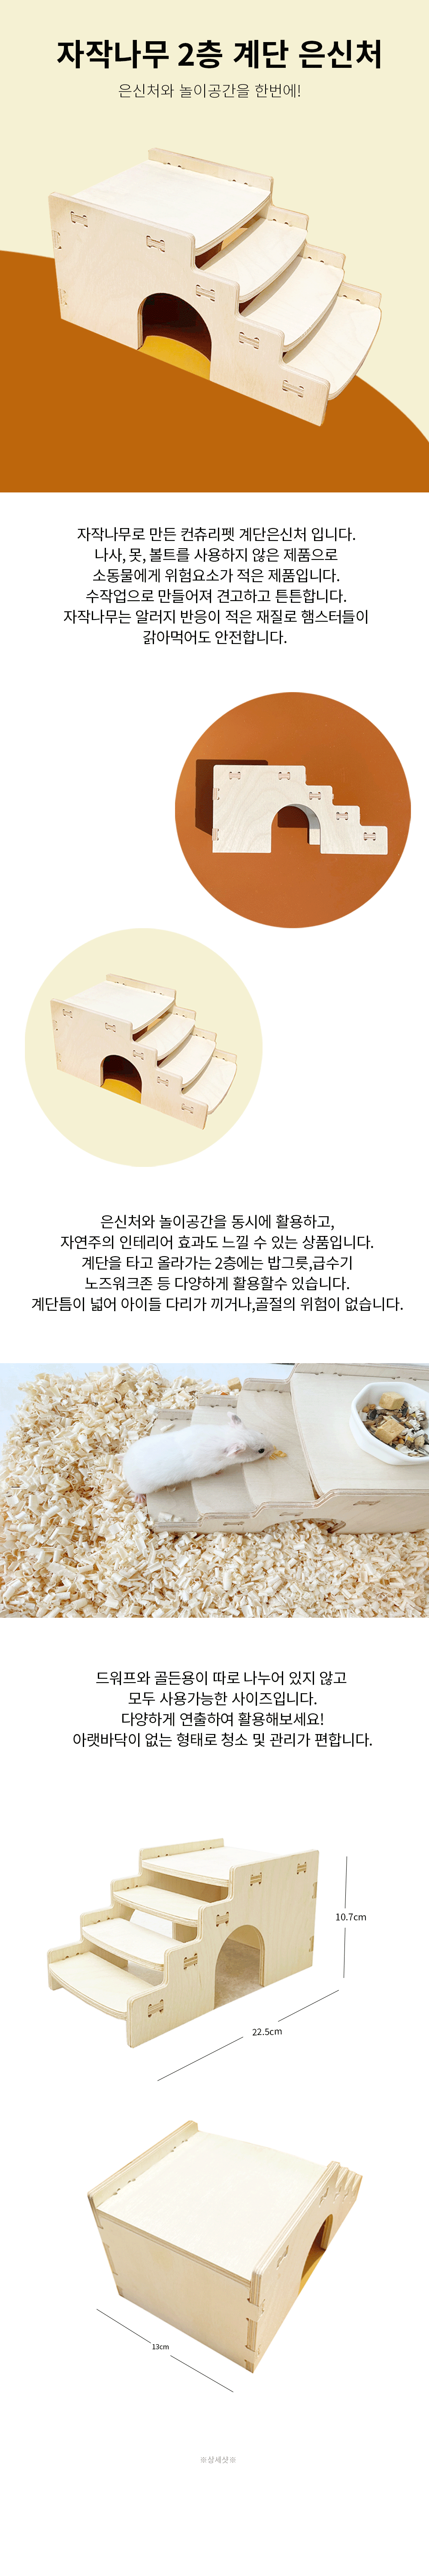 자작나무 2층 계단 은신처
은신처와 놀이공간을 한번에!
자작나무로 만든 컨츄리펫 계단은신처 입니다.
나사, 못, 볼트를 사용하지 않은 제품으로
소동물에게 위험요소가 적은 제품입니다.
수작업으로 만들어져 견고하고 튼튼합니다.
자작나무는 알러지 반응이 적은 재질로 햄스터들이
갉아먹어도 안전합니다.
은신처와 놀이공간을 동시에 활용하고,
자연주의 인테리어 효과도 느낄 수 있는 상품입니다.
계단을 타고 올라가는 2층에는 밥그릇,급수기
노즈워크존 등 다양하게 활용할수 있습니다.
계단틈이 넓어 아이들 다리가 끼거나,골절의 위험이 없습니다.
드워프와 골든용이 따로 나누어 있지 않고
모두 사용가능한 사이즈입니다.
다양하게 연출하여 활용해보세요!
아랫바닥이 없는 형태로 청소 및 관리가 편합니다.
10.7cm
22.5cm
13cm
※상세샷※